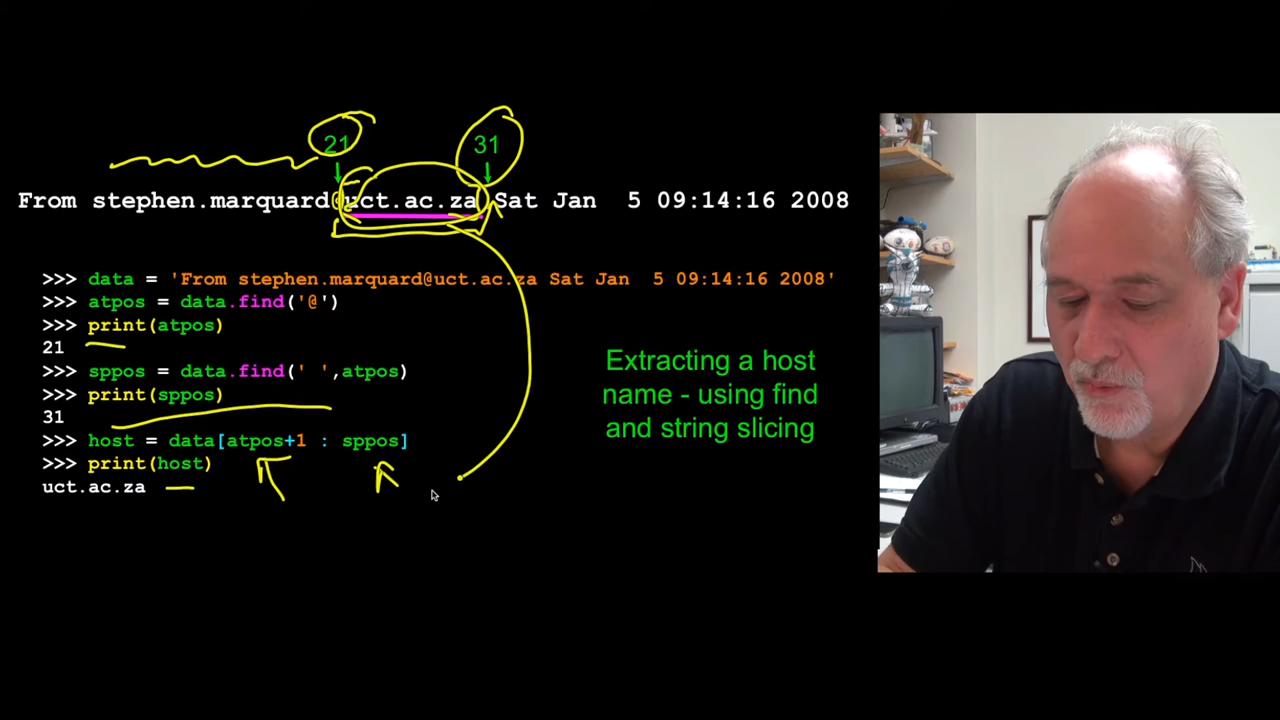 21 31
From stephen.marquard@uct.ac.za Sat Jan  5 09:14:16 2008
>>> data = 'From stephen.marquard@uct.ac.za Sat Jan  5 09:14:16 2008'
>>> atpos = data.find('@')
>>> print(atpos)
21
>>> sppos = data.find(' ',atpos)
>>> print(sppos)
31
>>> host = data[atpos+1 : sppos]
>>> print(host)
uct.ac.za
Extracting a host
name - using find
and string slicing